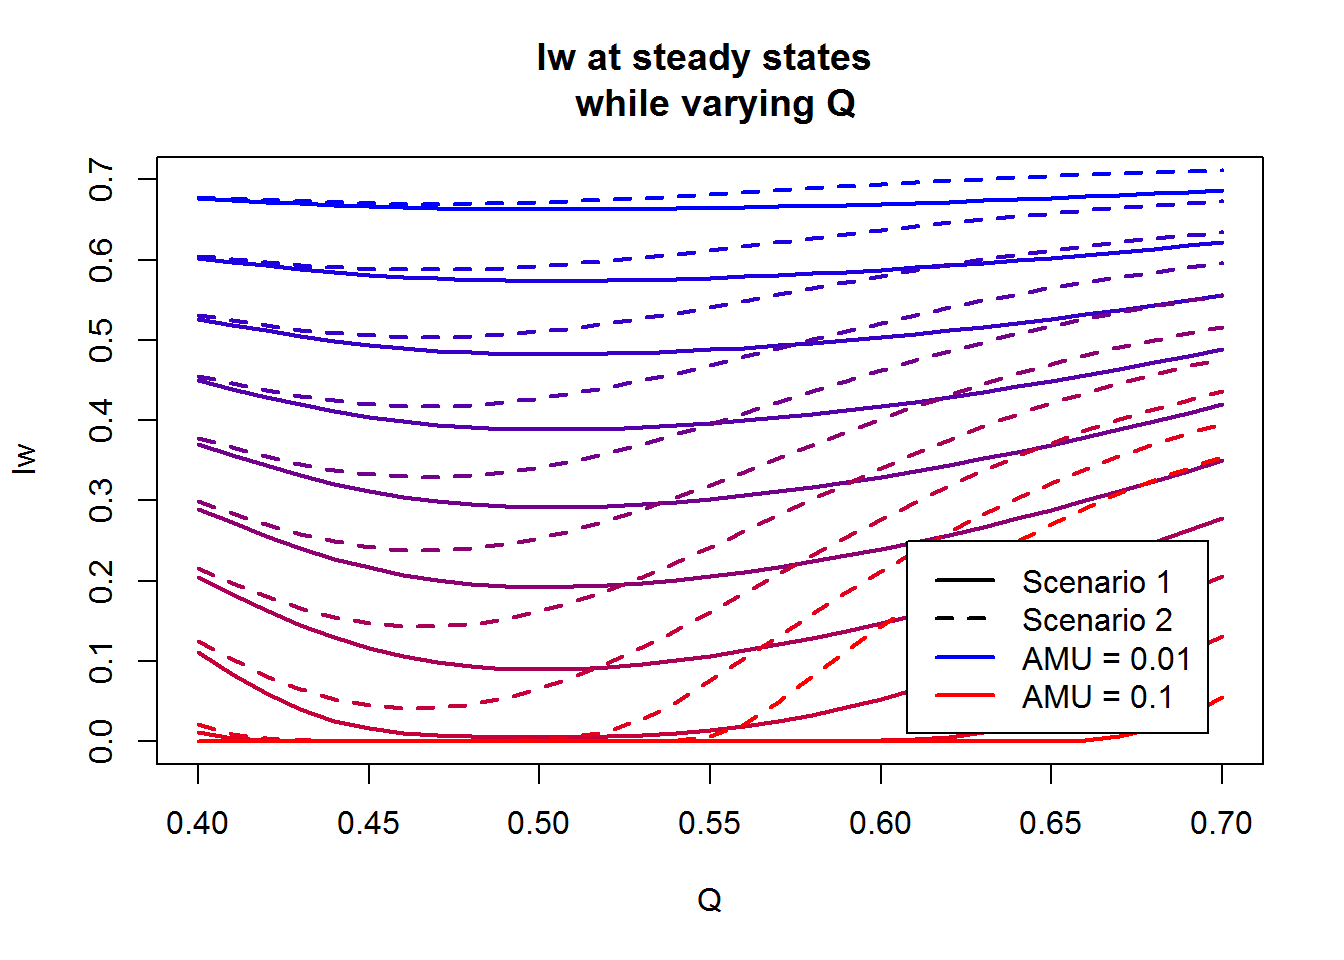 Iw at steady states
while varying Q
Iw
0.7
0.6
0.5
0.4
0.3
0.2
0.1
0.0
Scenario 1
Scenario 2
AMU = 0.01
AMU = 0.1
0.40 0.45 0.50 0.55 0.60 0.65 0.70
Q